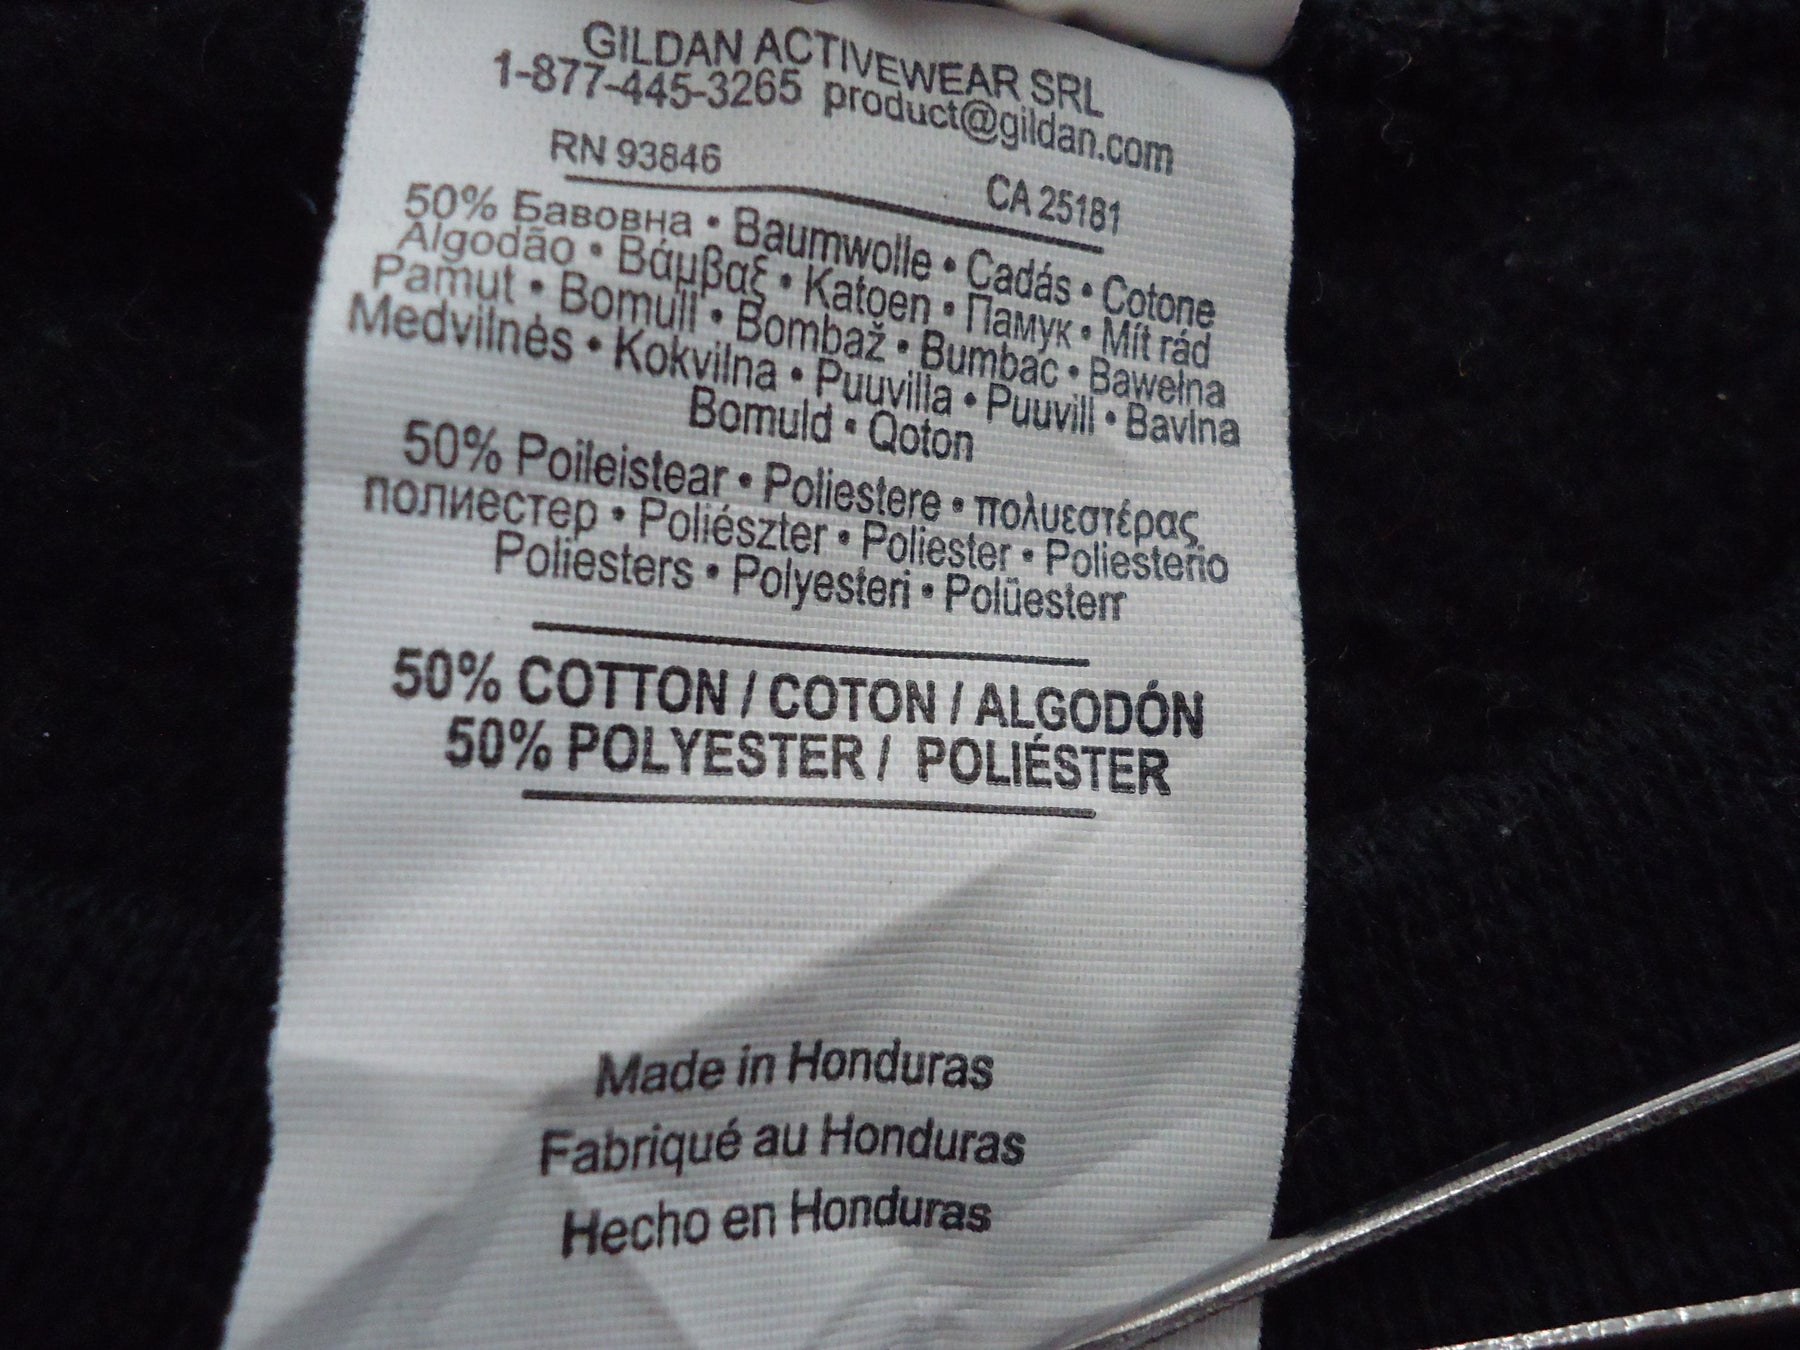 GILDAN ACTIVEWEAR SRL
1-877-445-3265 product@gildan.com
RN 93846 CA 25181
50% Бавовна • Baumwolle • Cadás • Cotone
Algodão • Βάμβαξ • Katoen • Памук • Mít rád
Pamut • Bomull • Bombaž • Bumbac • Bawełna
Medvilnės • Kokvilna • Puuvilla • Puuvill • Bavlna
Bomuld • Qoton
50% Poileistear • Poliestere • πολυεστέρας
полиестер • Poliészter • Poliester • Poliesterio
Poliesters • Polyesteri • Polüesterr
50% COTTON / COTON / ALGODÓN
50% POLYESTER / POLIÉSTER
Made in Honduras
Fabriqué au Honduras
Hecho en Honduras